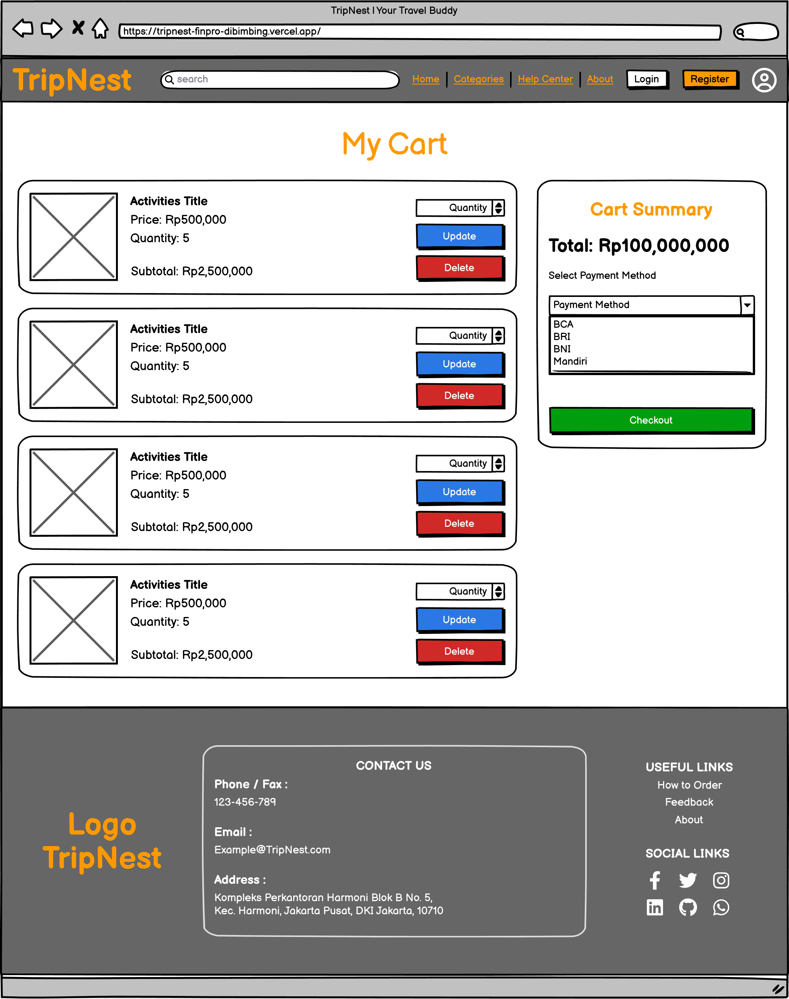 TripNest | Your Travel Buddy
https://tripnest-finpro-dibimbing.vercel.app/
TripNest
search
Home
Categories
Help Center
About
Login
Register
My Cart
Activities Title
Price: Rp500,000
Quantity: 5
Subtotal: Rp2,500,000
Quantity
Update
Delete
Activities Title
Price: Rp500,000
Quantity: 5
Subtotal: Rp2,500,000
Quantity
Update
Delete
Activities Title
Price: Rp500,000
Quantity: 5
Subtotal: Rp2,500,000
Quantity
Update
Delete
Activities Title
Price: Rp500,000
Quantity: 5
Subtotal: Rp2,500,000
Quantity
Update
Delete
Cart Summary
Total: Rp100,000,000
Select Payment Method
Payment Method
BCA
BRI
BNI
Mandiri
Checkout
Logo
TripNest
CONTACT US
Phone / Fax :
123-456-789
Email :
Example@TripNest.com
Address :
Kompleks Perkantoran Harmoni Blok B No. 5,
Kec. Harmoni, Jakarta Pusat, DKI Jakarta, 10710
USEFUL LINKS
How to Order
Feedback
About
SOCIAL LINKS